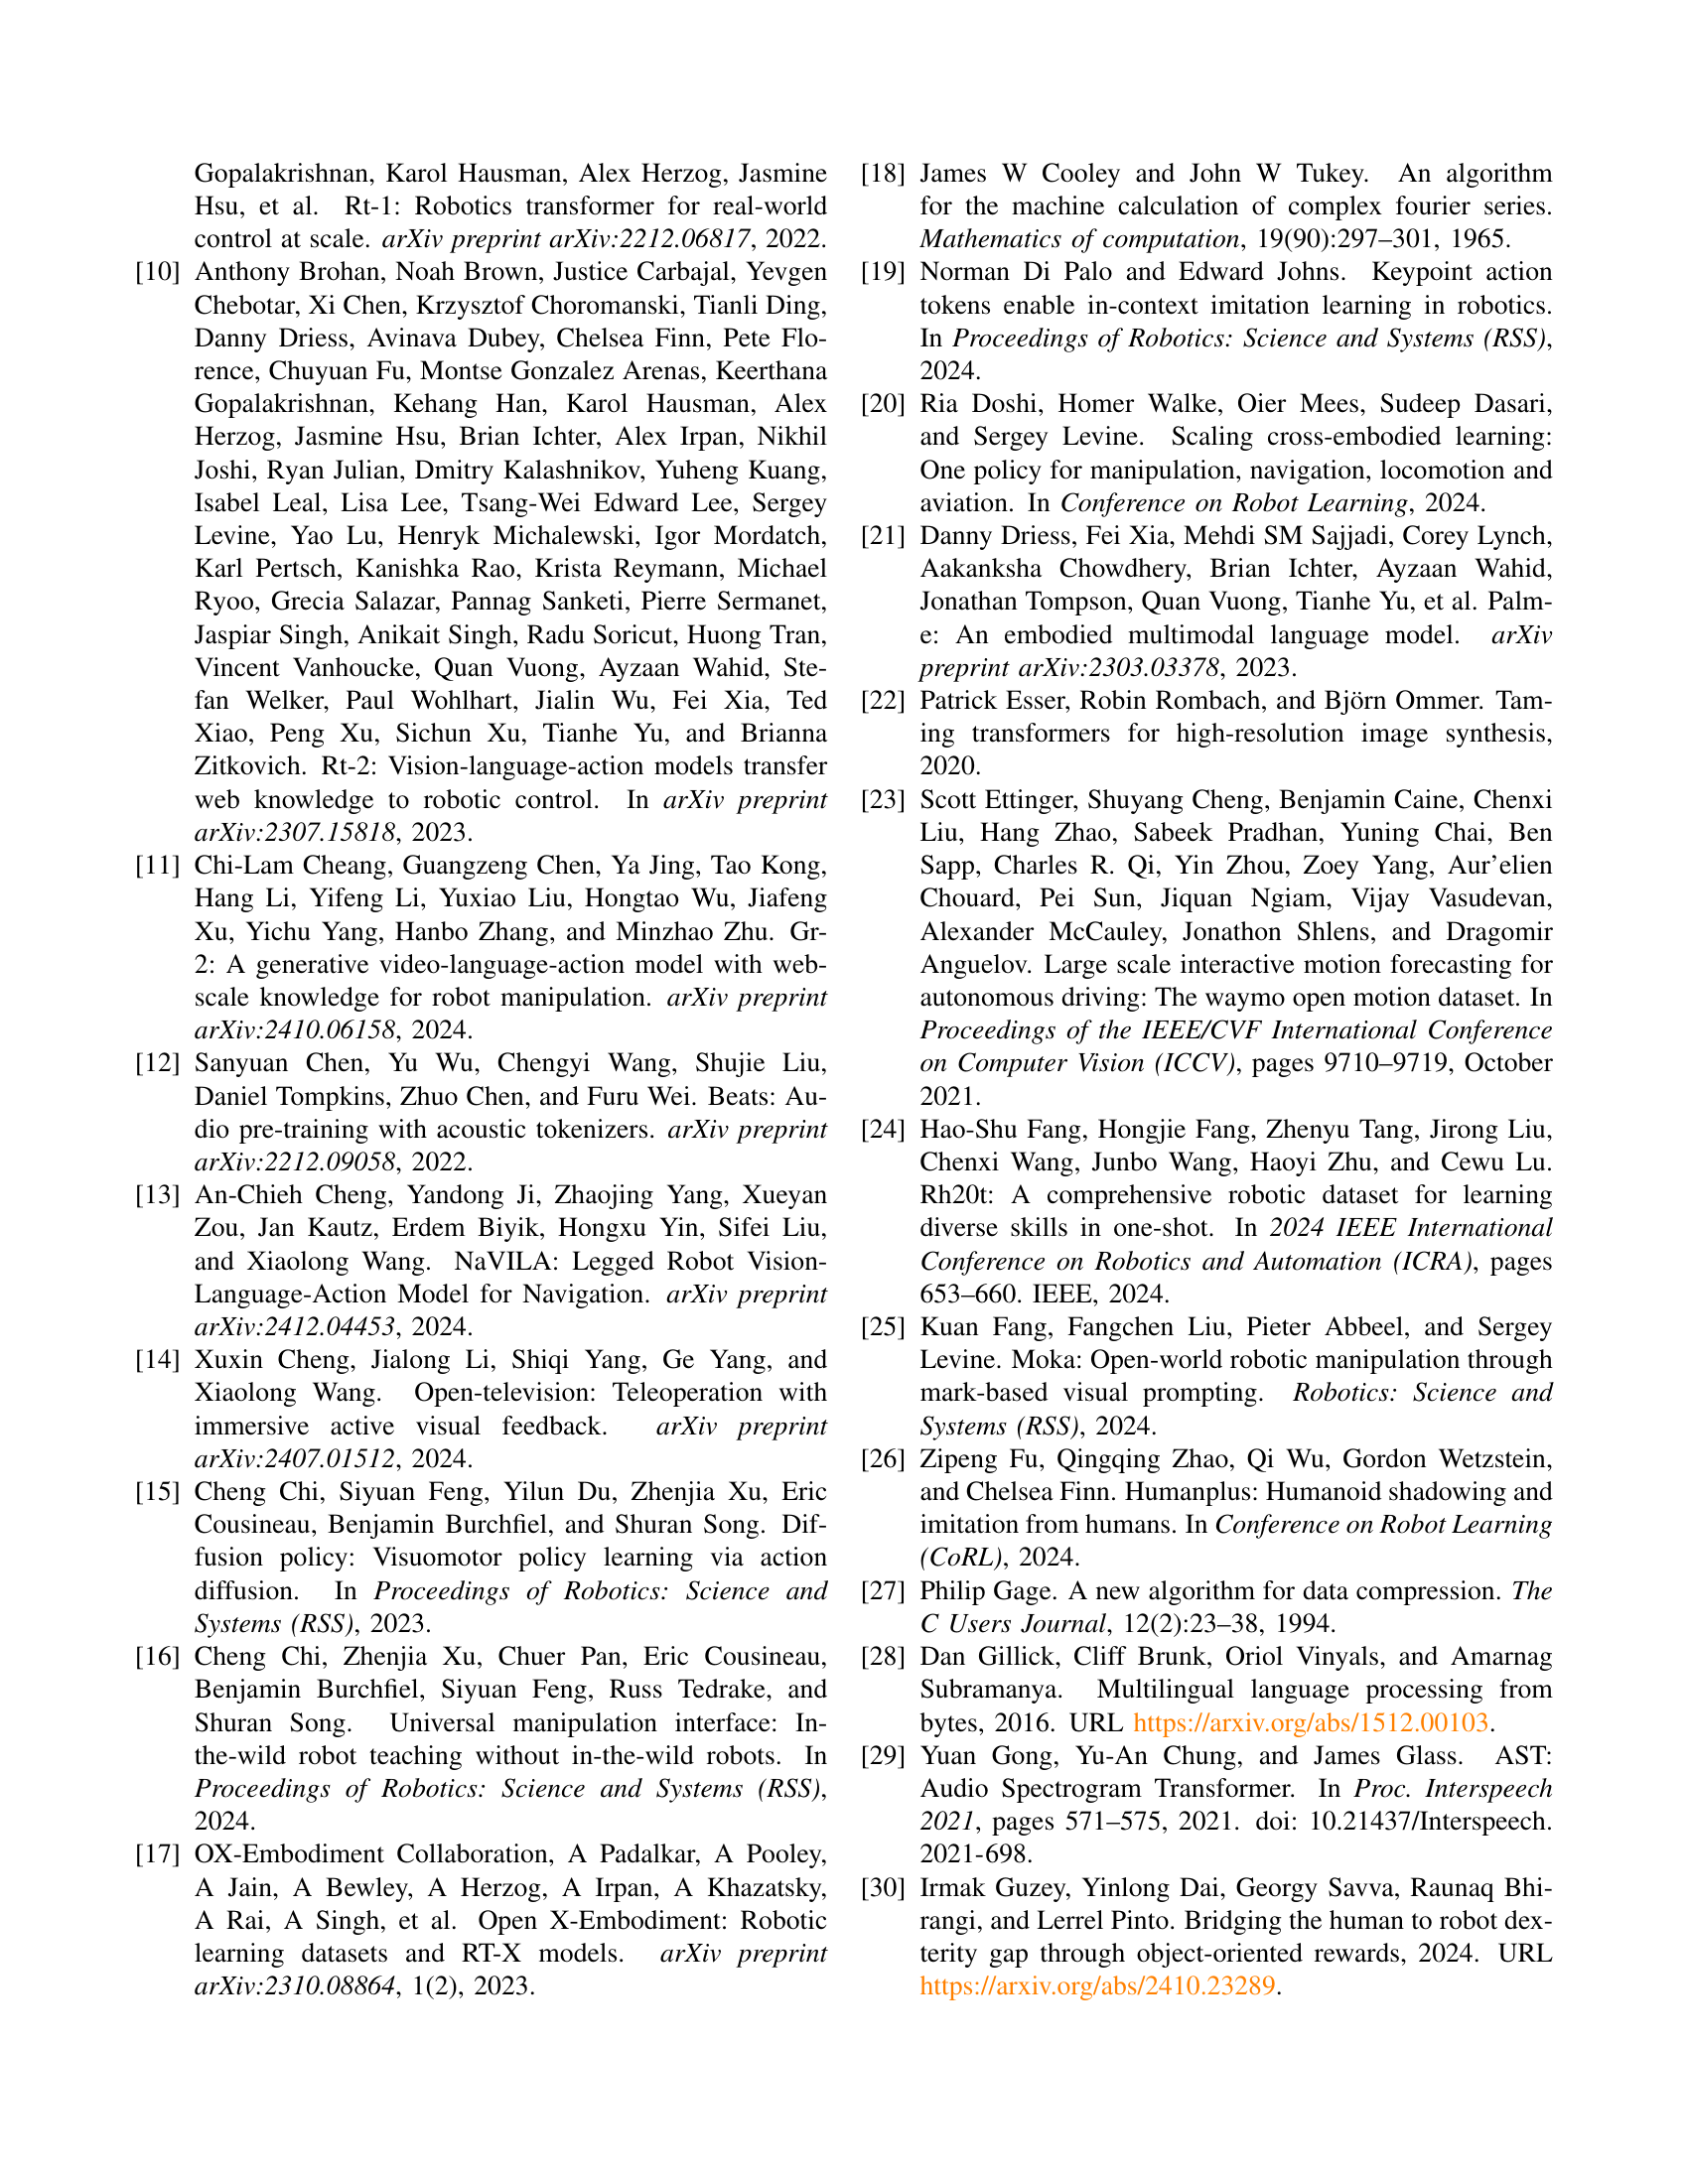 Gopalakrishnan, Karol Hausman, Alex Herzog, Jasmine
Hsu, et al. Rt-1: Robotics transformer for real-world
control at scale. arXiv preprint arXiv:2212.06817, 2022.
[10] Anthony Brohan, Noah Brown, Justice Carbajal, Yevgen
Chebotar, Xi Chen, Krzysztof Choromanski, Tianli Ding,
Danny Driess, Avinava Dubey, Chelsea Finn, Pete Flo-
rence, Chuyuan Fu, Montse Gonzalez Arenas, Keerthana
Gopalakrishnan, Kehang Han, Karol Hausman, Alex
Herzog, Jasmine Hsu, Brian Ichter, Alex Irpan, Nikhil
Joshi, Ryan Julian, Dmitry Kalashnikov, Yuheng Kuang,
Isabel Leal, Lisa Lee, Tsang-Wei Edward Lee, Sergey
Levine, Yao Lu, Henryk Michalewski, Igor Mordatch,
Karl Pertsch, Kanishka Rao, Krista Reymann, Michael
Ryoo, Grecia Salazar, Pannag Sanketi, Pierre Sermanet,
Jaspiar Singh, Anikait Singh, Radu Soricut, Huong Tran,
Vincent Vanhoucke, Quan Vuong, Ayzaan Wahid, Ste-
fan Welker, Paul Wohlhart, Jialin Wu, Fei Xia, Ted
Xiao, Peng Xu, Sichun Xu, Tianhe Yu, and Brianna
Zitkovich. Rt-2: Vision-language-action models transfer
web knowledge to robotic control. In arXiv preprint
arXiv:2307.15818, 2023.
[11] Chi-Lam Cheang, Guangzeng Chen, Ya Jing, Tao Kong,
Hang Li, Yifeng Li, Yuxiao Liu, Hongtao Wu, Jiafeng
Xu, Yichu Yang, Hanbo Zhang, and Minzhao Zhu. Gr-
2: A generative video-language-action model with web-
scale knowledge for robot manipulation. arXiv preprint
arXiv:2410.06158, 2024.
[12] Sanyuan Chen, Yu Wu, Chengyi Wang, Shujie Liu,
Daniel Tompkins, Zhuo Chen, and Furu Wei. Beats: Au-
dio pre-training with acoustic tokenizers. arXiv preprint
arXiv:2212.09058, 2022.
[13] An-Chieh Cheng, Yandong Ji, Zhaojing Yang, Xueyan
Zou, Jan Kautz, Erdem Biyik, Hongxu Yin, Sifei Liu,
and Xiaolong Wang. NaVILA: Legged Robot Vision-
Language-Action Model for Navigation. arXiv preprint
arXiv:2412.04453, 2024.
[14] Xuxin Cheng, Jialong Li, Shiqi Yang, Ge Yang, and
Xiaolong Wang. Open-television: Teleoperation with
immersive active visual feedback. arXiv preprint
arXiv:2407.01512, 2024.
[15] Cheng Chi, Siyuan Feng, Yilun Du, Zhenjia Xu, Eric
Cousineau, Benjamin Burchfiel, and Shuran Song. Dif-
fusion policy: Visuomotor policy learning via action
diffusion. In Proceedings of Robotics: Science and
Systems (RSS), 2023.
[16] Cheng Chi, Zhenjia Xu, Chuer Pan, Eric Cousineau,
Benjamin Burchfiel, Siyuan Feng, Russ Tedrake, and
Shuran Song. Universal manipulation interface: In-
the-wild robot teaching without in-the-wild robots. In
Proceedings of Robotics: Science and Systems (RSS),
2024.
[17] OX-Embodiment Collaboration, A Padalkar, A Pooley,
A Jain, A Bewley, A Herzog, A Irpan, A Khazatsky,
A Rai, A Singh, et al. Open X-Embodiment: Robotic
learning datasets and RT-X models. arXiv preprint
arXiv:2310.08864, 1(2), 2023.
[18] James W Cooley and John W Tukey. An algorithm
for the machine calculation of complex fourier series.
Mathematics of computation, 19(90):297–301, 1965.
[19] Norman Di Palo and Edward Johns. Keypoint action
tokens enable in-context imitation learning in robotics.
In Proceedings of Robotics: Science and Systems (RSS),
2024.
[20] Ria Doshi, Homer Walke, Oier Mees, Sudeep Dasari,
and Sergey Levine. Scaling cross-embodied learning:
One policy for manipulation, navigation, locomotion and
aviation. In Conference on Robot Learning, 2024.
[21] Danny Driess, Fei Xia, Mehdi SM Sajjadi, Corey Lynch,
Aakanksha Chowdhery, Brian Ichter, Ayzaan Wahid,
Jonathan Tompson, Quan Vuong, Tianhe Yu, et al. Palm-
e: An embodied multimodal language model. arXiv
preprint arXiv:2303.03378, 2023.
[22] Patrick Esser, Robin Rombach, and Björn Ommer. Tam-
ing transformers for high-resolution image synthesis,
2020.
[23] Scott Ettinger, Shuyang Cheng, Benjamin Caine, Chenxi
Liu, Hang Zhao, Sabeek Pradhan, Yuning Chai, Ben
Sapp, Charles R. Qi, Yin Zhou, Zoey Yang, Aur'elien
Chouard, Pei Sun, Jiquan Ngiam, Vijay Vasudevan,
Alexander McCauley, Jonathon Shlens, and Dragomir
Anguelov. Large scale interactive motion forecasting for
autonomous driving: The waymo open motion dataset. In
Proceedings of the IEEE/CVF International Conference
on Computer Vision (ICCV), pages 9710–9719, October
2021.
[24] Hao-Shu Fang, Hongjie Fang, Zhenyu Tang, Jirong Liu,
Chenxi Wang, Junbo Wang, Haoyi Zhu, and Cewu Lu.
Rh20t: A comprehensive robotic dataset for learning
diverse skills in one-shot. In 2024 IEEE International
Conference on Robotics and Automation (ICRA), pages
653–660. IEEE, 2024.
[25] Kuan Fang, Fangchen Liu, Pieter Abbeel, and Sergey
Levine. Moka: Open-world robotic manipulation through
mark-based visual prompting. Robotics: Science and
Systems (RSS), 2024.
[26] Zipeng Fu, Qingqing Zhao, Qi Wu, Gordon Wetzstein,
and Chelsea Finn. Humanplus: Humanoid shadowing and
imitation from humans. In Conference on Robot Learning
(CoRL), 2024.
[27] Philip Gage. A new algorithm for data compression. The
C Users Journal, 12(2):23–38, 1994.
[28] Dan Gillick, Cliff Brunk, Oriol Vinyals, and Amarnag
Subramanya. Multilingual language processing from
bytes, 2016. URL https://arxiv.org/abs/1512.00103.
[29] Yuan Gong, Yu-An Chung, and James Glass. AST:
Audio Spectrogram Transformer. In Proc. Interspeech
2021, pages 571–575, 2021. doi: 10.21437/Interspeech.
2021-698.
[30] Irmak Guzey, Yinlong Dai, Georgy Savva, Raunaq Bhi-
rangi, and Lerrel Pinto. Bridging the human to robot dex-
terity gap through object-oriented rewards, 2024. URL
https://arxiv.org/abs/2410.23289.